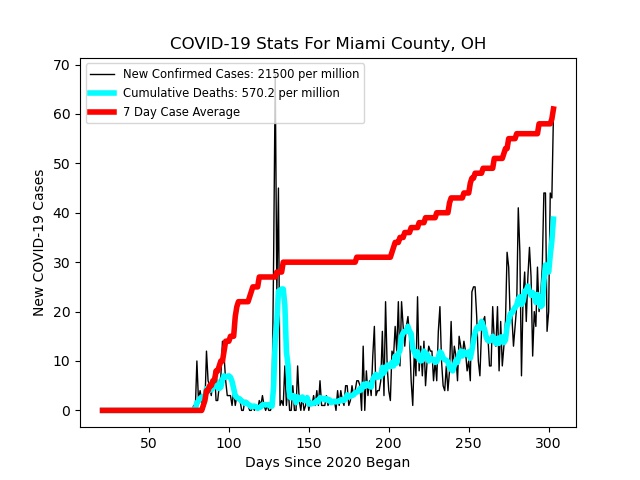 COVID-19 Stats For Miami County, OH
New Confirmed Cases: 21500 per million
Cumulative Deaths: 570.2 per million
7 Day Case Average
70
60
50
40
30
20
10
0
New COVID-19 Cases
50 100 150 200 250 300
Days Since 2020 Began